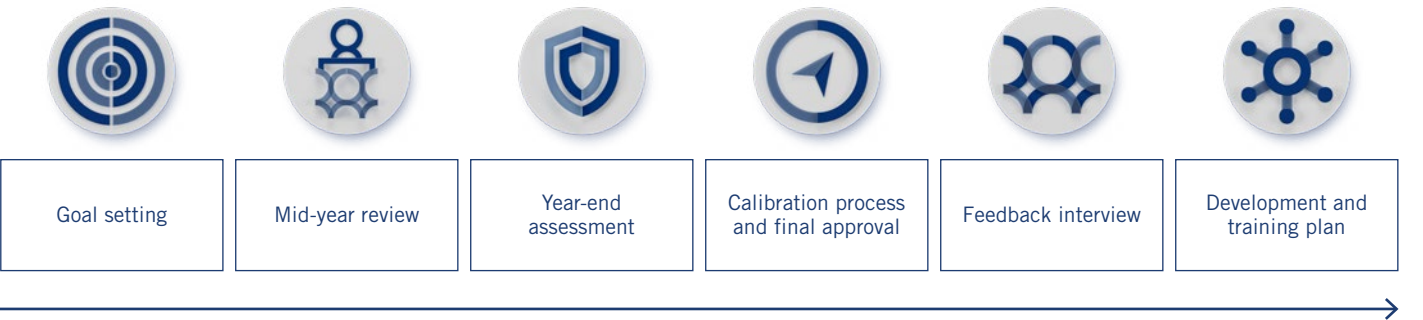 Goal setting
Mid-year review
Year-end
assessment
Calibration process
and final approval
Feedback interview
Development and
training plan